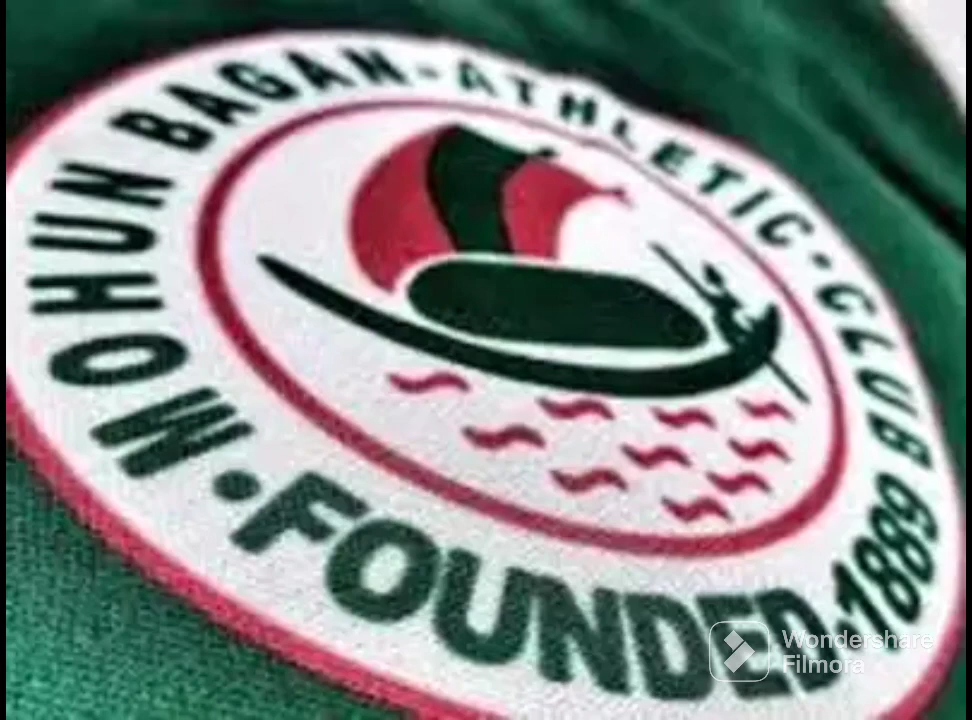 MOHUN BAGAN - ATHLETIC - CLUB
• FOUNDED, 1889
Wondershare
Filmora